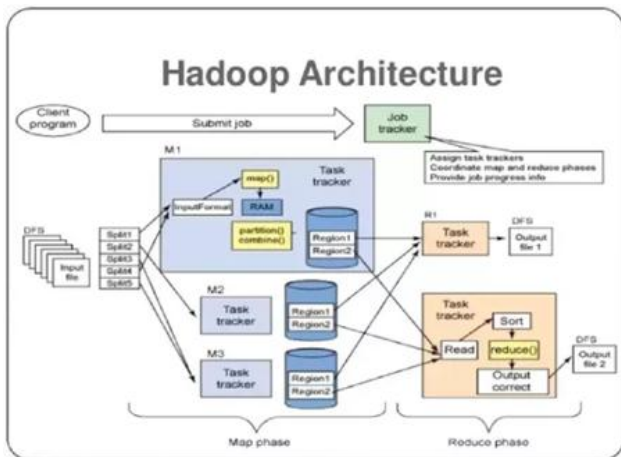 Hadoop Architecture
Client
program
Submit job
Job
tracker
Assign task trackers
Coordinate map and reduce phases
Provide job progress info
M1
map()
Task
tracker
InputFormat
RAM
partition()
combine()
Region1
Region2
DFS
Input
file
Split1
Split2
Split3
Split4
Split5
M2
Task
tracker
Region1
Region2
M3
Task
tracker
Region1
Region2
R1
Task
tracker
DFS
Output
file 1
Task
tracker
Sort
Read
reduce()
Output
correct
DFS
Output
file 2
Map phase
Reduce phase